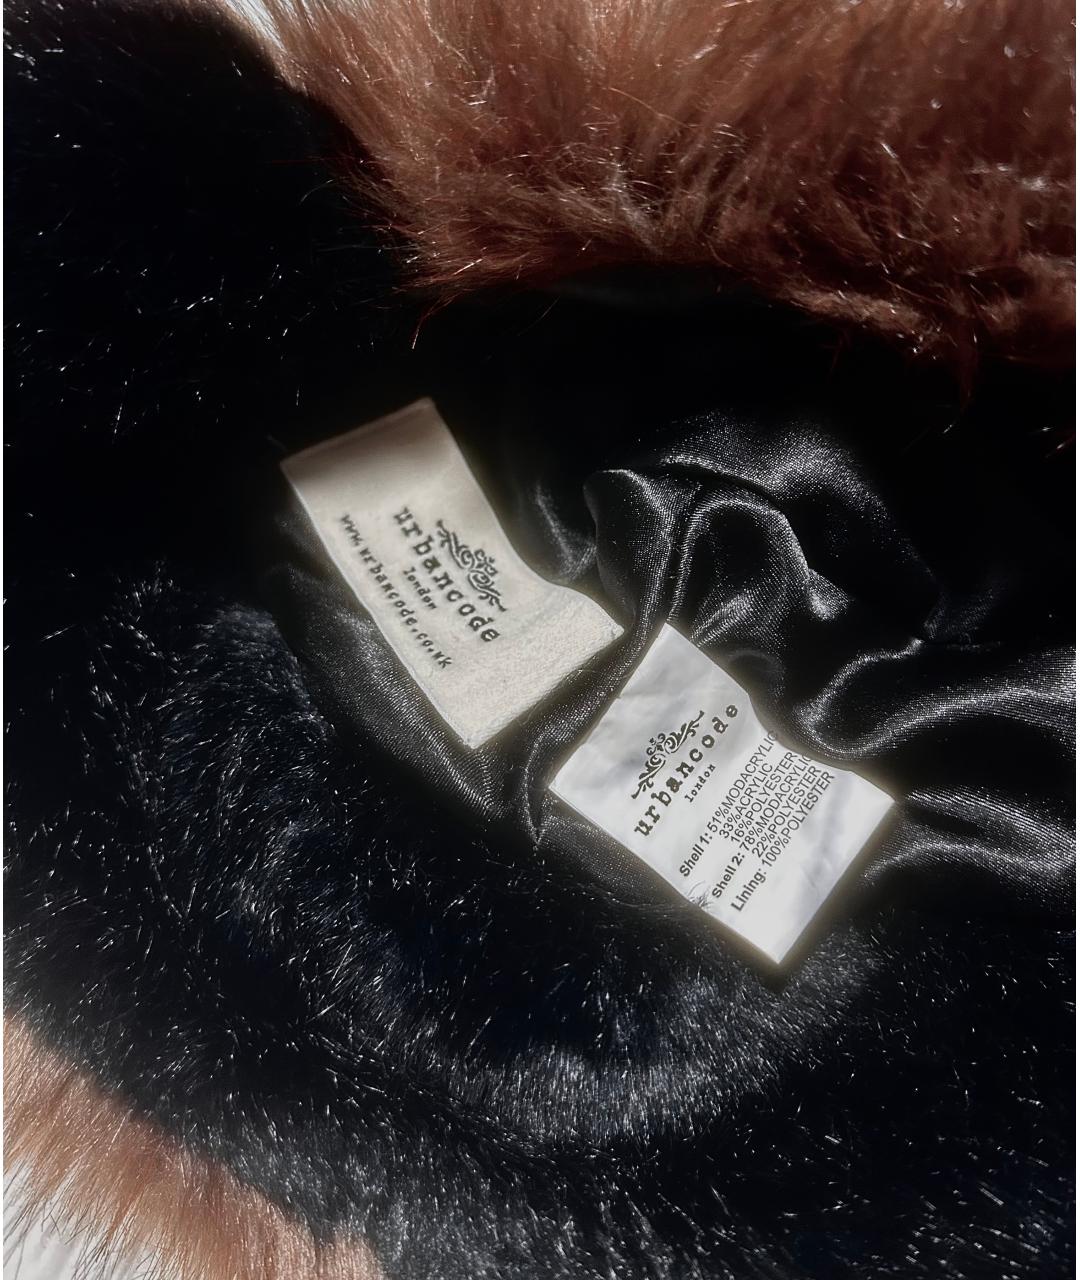 urbancode
london
www.urbancode.co.uk
urbancode
london
Shell 1: 51%MODACRYLIC
33%ACRYLIC
16%POLYESTER
Shell 2: 78%MODACRYLIC
22%POLYESTER
Lining: 100%POLYESTER